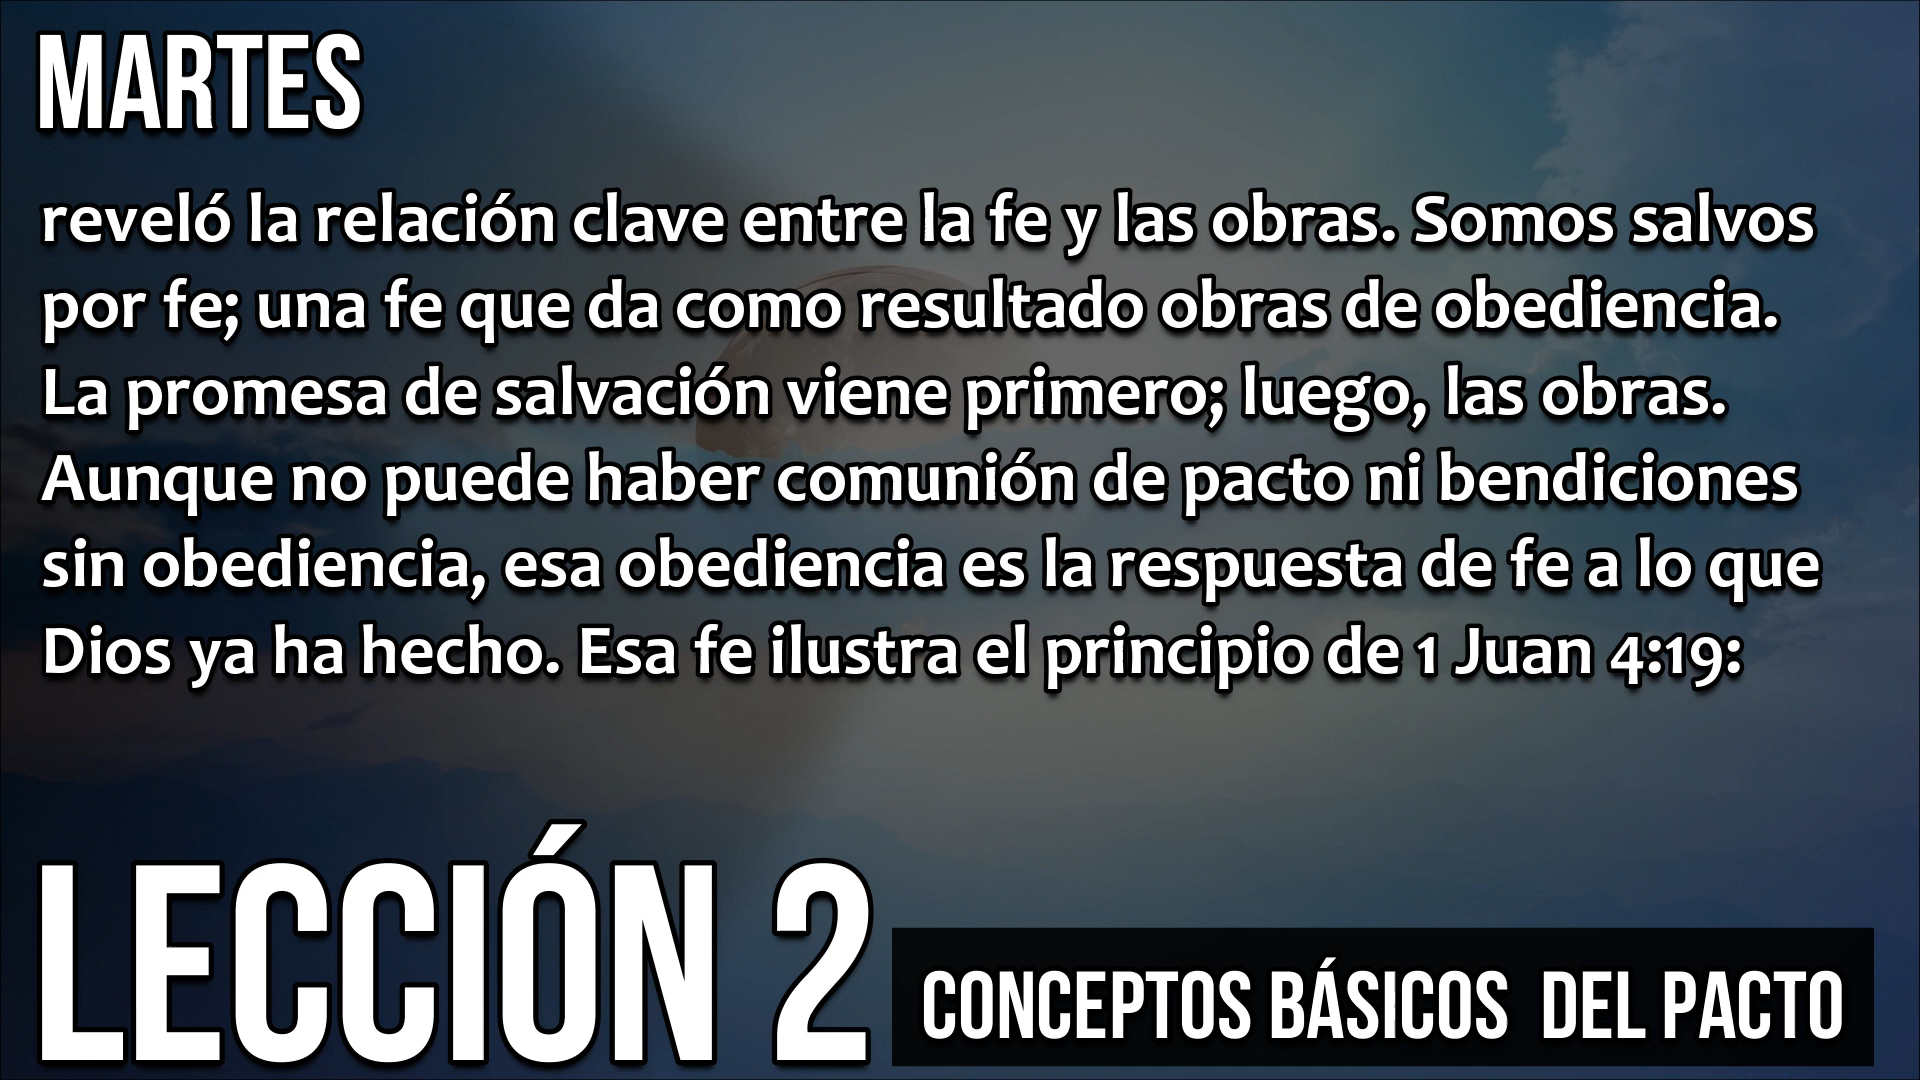 MARTES
reveló la relación clave entre la fe y las obras. Somos salvos
por fe; una fe que da como resultado obras de obediencia.
La promesa de salvación viene primero; luego, las obras.
Aunque no puede haber comunión de pacto ni bendiciones
sin obediencia, esa obediencia es la respuesta de fe a lo que
Dios ya ha hecho. Esa fe ilustra el principio de 1 Juan 4:19:
LECCIÓN 2
CONCEPTOS BÁSICOS DEL PACTO